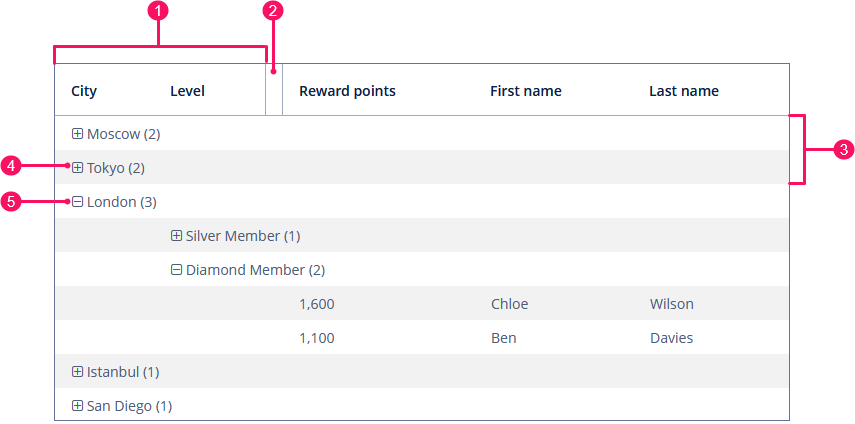 1 2
City Level Reward points First name Last name
Moscow (2)
3
4 Tokyo (2)
5 London (3)
Silver Member (1)
Diamond Member (2)
1,600 Chloe Wilson
1,100 Ben Davies
Istanbul (1)
San Diego (1)